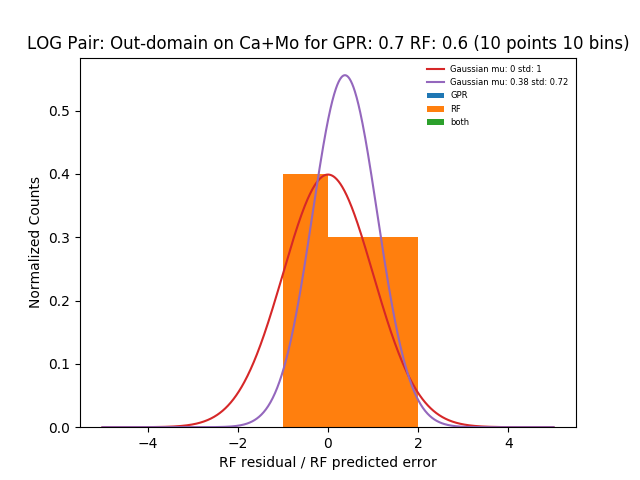 LOG Pair: Out-domain on Ca+Mo for GPR: 0.7 RF: 0.6 (10 points 10 bins)
Gaussian mu: 0 std: 1
Gaussian mu: 0.38 std: 0.72
GPR
RF
both
Normalized Counts
0.5
0.4
0.3
0.2
0.1
0.0
−4 −2 0 2 4
RF residual / RF predicted error